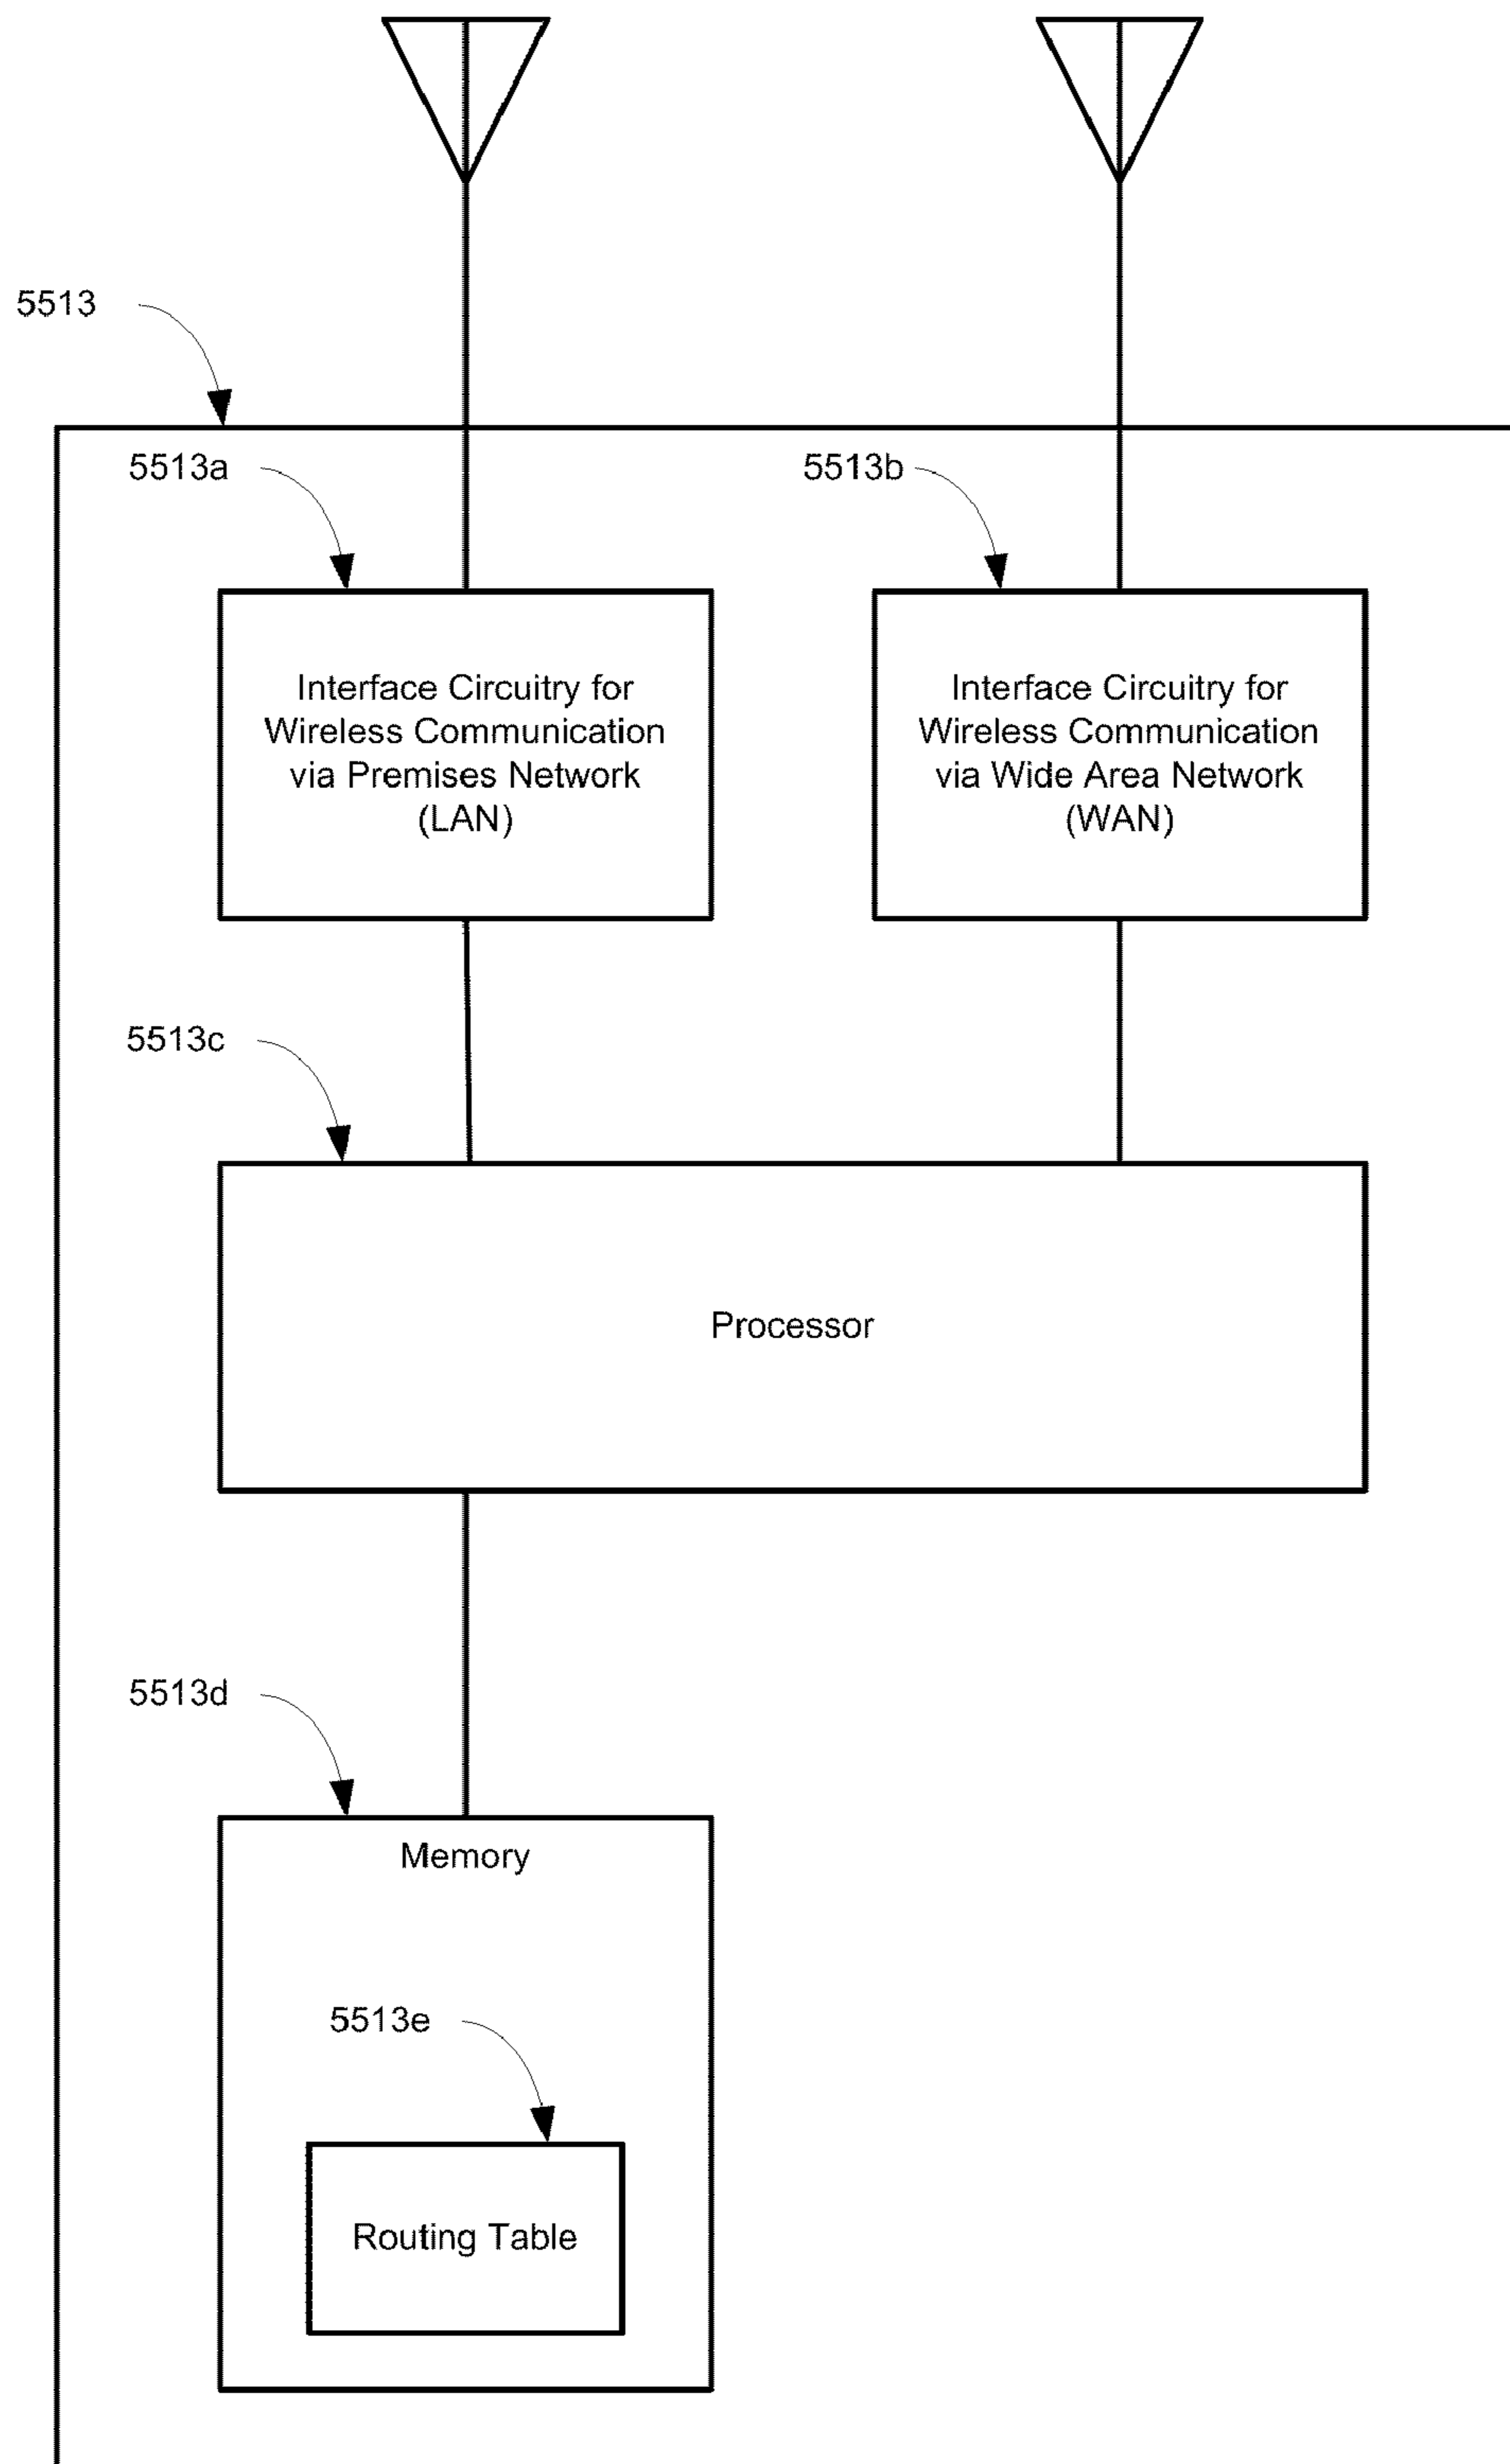 5513
5513a
5513b
Interface Circuitry for
Wireless Communication
via Premises Network
(LAN)
Interface Circuitry for
Wireless Communication
via Wide Area Network
(WAN)
5513c
Processor
5513d
Memory
5513e
Routing Table